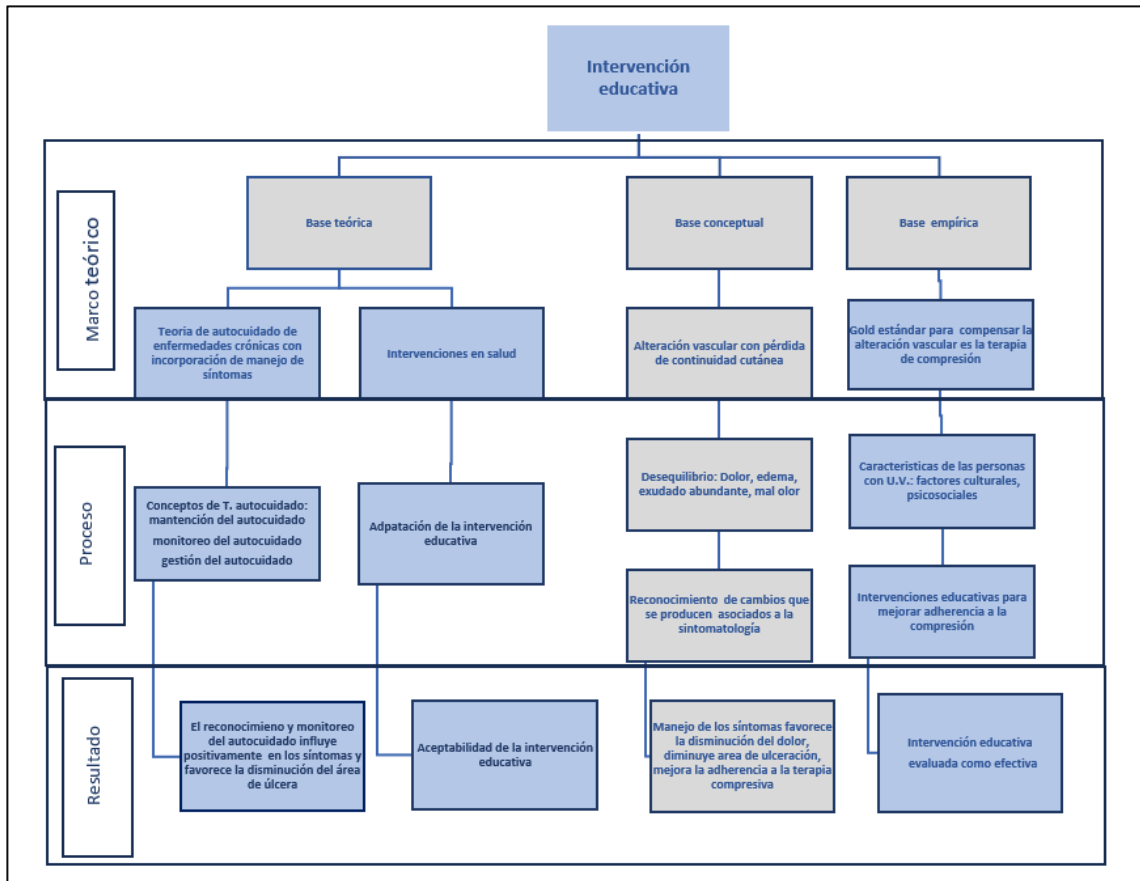 Intervención
educativa
Marco teórico
Base teórica
Base conceptual
Base empírica
Teoria de autocuidado de
enfermedades crónicas con
incorporación de manejo de
síntomas
Intervenciones en salud
Alteración vascular con pérdida
de continuidad cutánea
Gold estándar para compensar la
alteración vascular es la terapia
de compresión
Proceso
Conceptos de T. autocuidado:
mantención del autocuidado
monitoreo del autocuidado
gestión del autocuidado
Adpatación de la intervención
educativa
Desequilibrio: Dolor, edema,
exudado abundante, mal olor
Caracteristicas de las personas
con U.V.: factores culturales,
psicosociales
Reconocimiento de cambios que
se producen asociados a la
sintomatología
Intervenciones educativas para
mejorar adherencia a la
compresión
Resultado
El reconocimieno y monitoreo
del autocuidado influye
positivamente en los síntomas y
favorece la disminución del área
de úlcera
Aceptabilidad de la intervención
educativa
Manejo de los síntomas favorece
la disminución del dolor,
diminuye area de ulceración,
mejora la adherencia a la terapia
compresiva
Intervención educativa
evaluada como efectiva